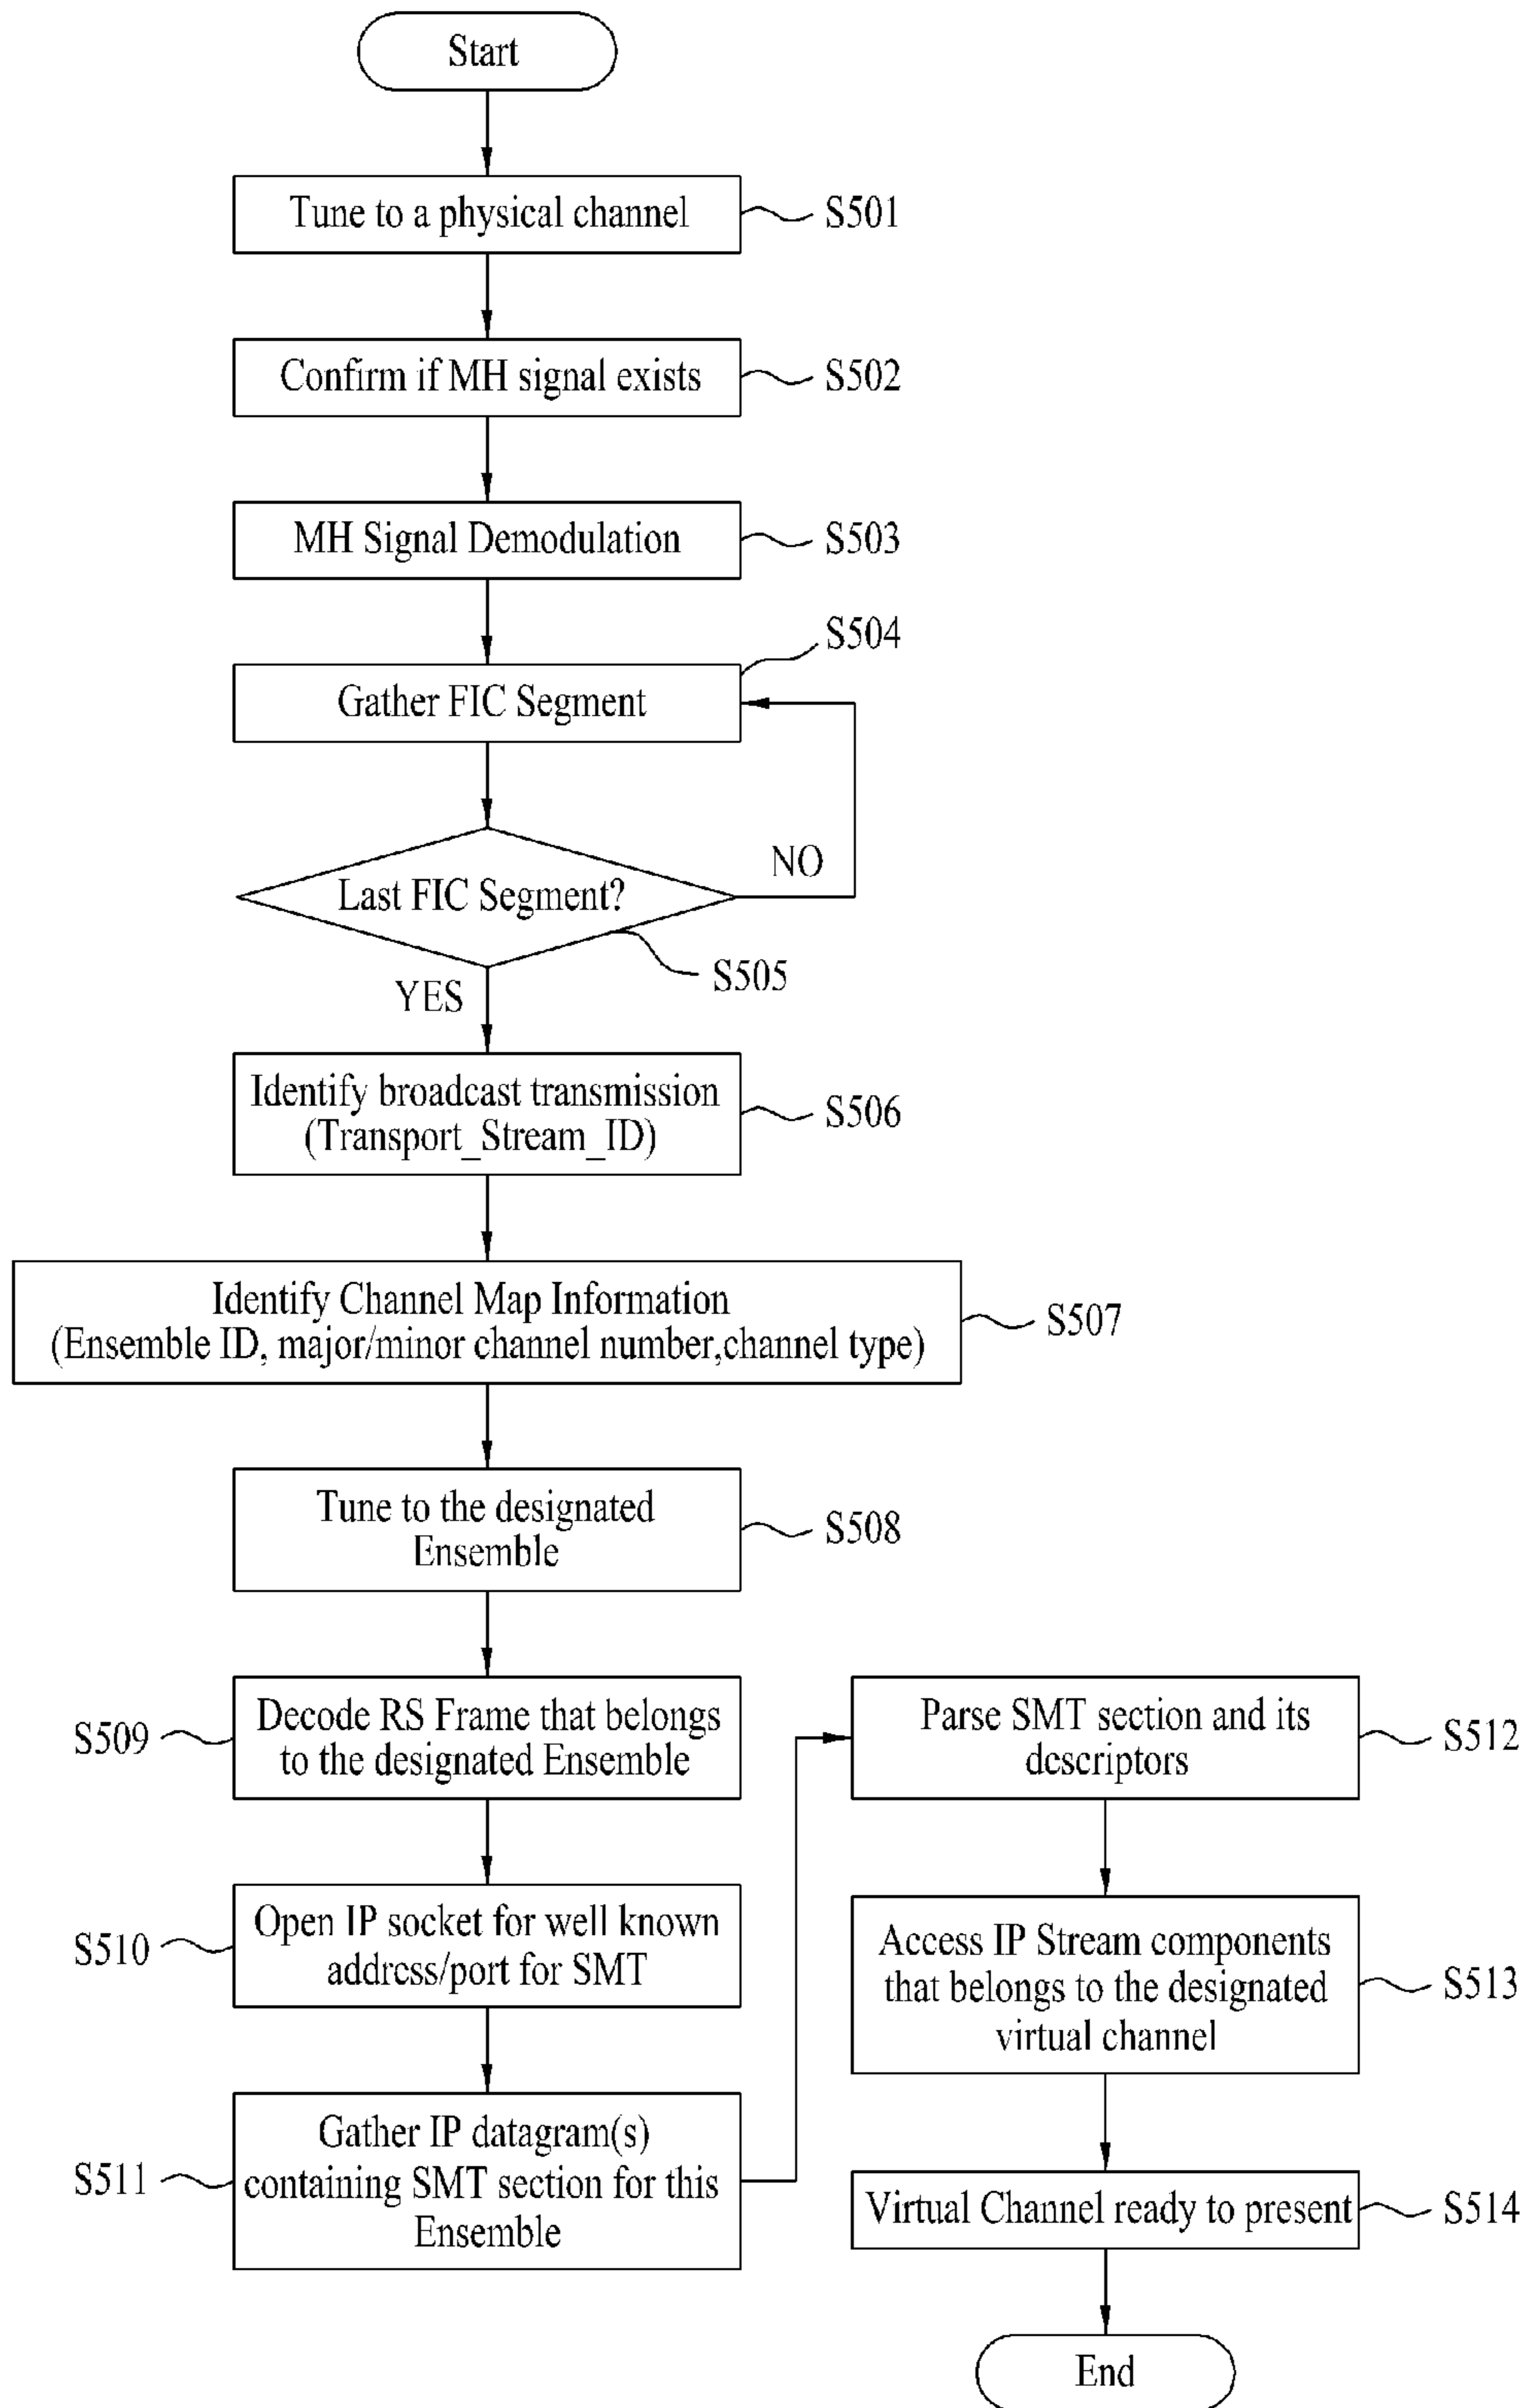 Start
Tune to a physical channel
S501
Confirm if MH signal exists
S502
MH Signal Demodulation
S503
S504
Gather FIC Segment
NO
Last FIC Segment?
S505
YES
Identify broadcast transmission
(Transport_Stream_ID)
S506
Identify Channel Map Information
(Ensemble ID, major/minor channel number,channel type)
S507
Tune to the designated
Ensemble
S508
S509
Decode RS Frame that belongs
to the designated Ensemble
S510
Open IP socket for well known
address/port for SMT
S511
Gather IP datagram(s)
containing SMT section for this
Ensemble
Parse SMT section and its
descriptors
S512
Access IP Stream components
that belongs to the designated
virtual channel
S513
Virtual Channel ready to present
S514
End